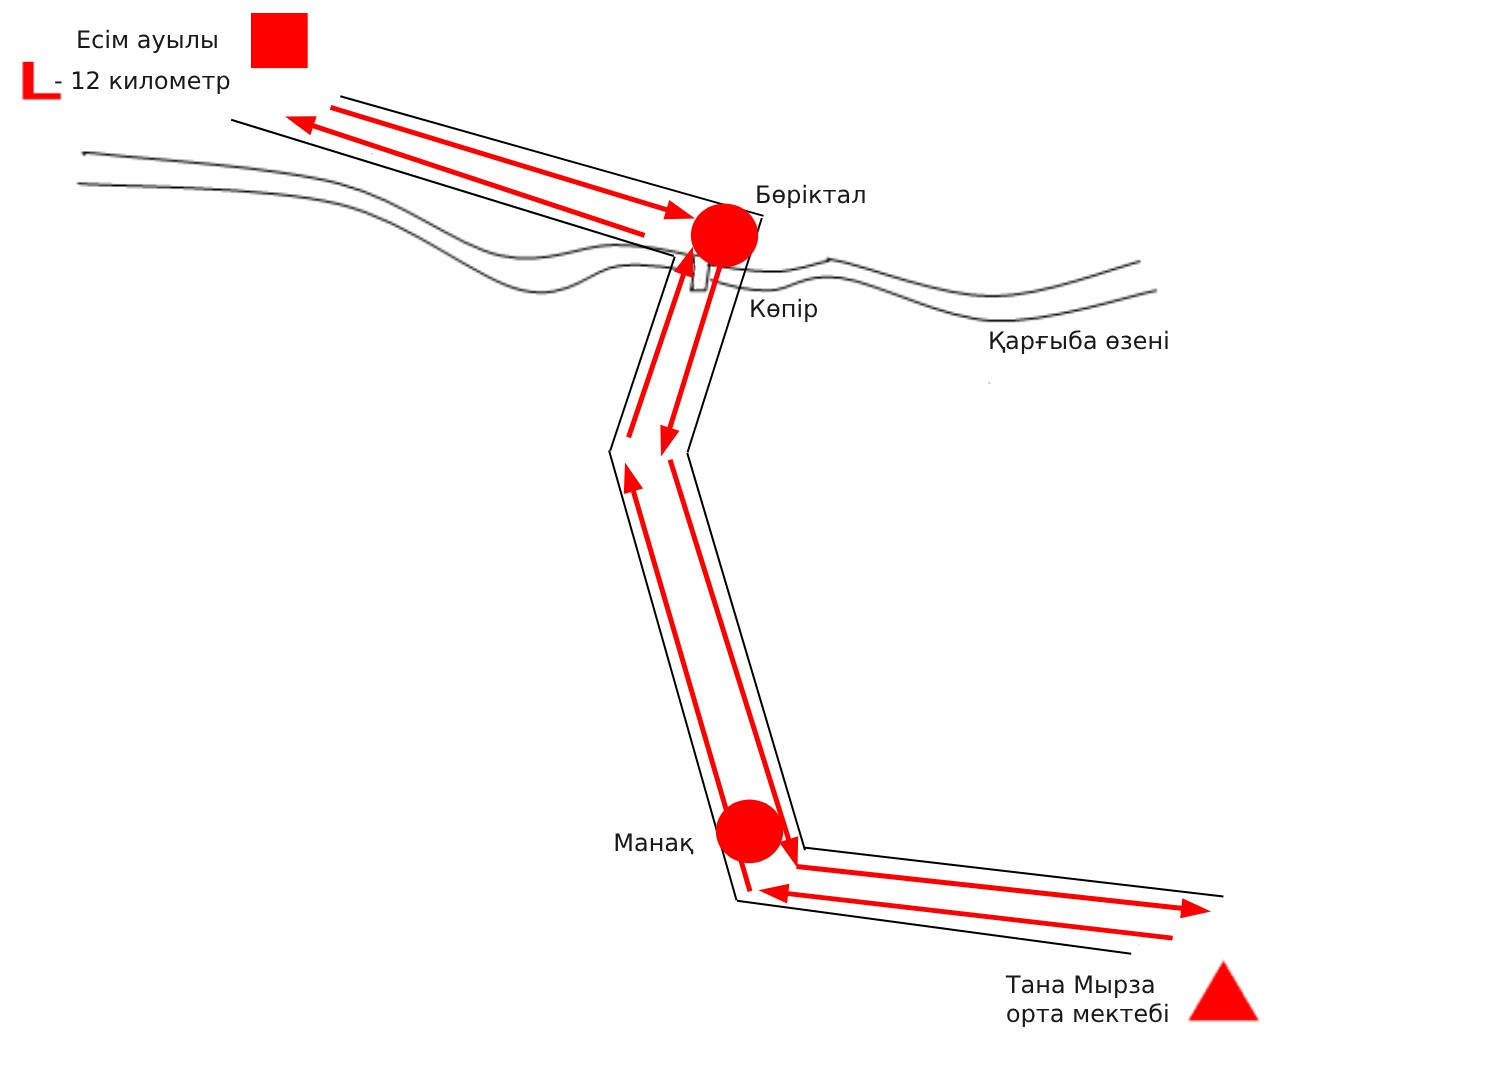 Есім ауылы
L - 12 километр
Бөріктал
Көпір
Қарғыба өзені
Манақ
Тана Мырза
орта мектебі